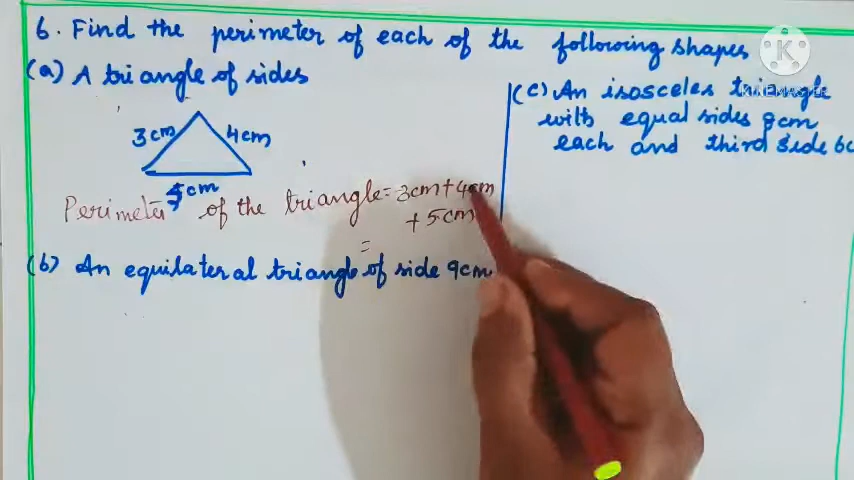 6. Find the perimeter of each of the following shapes
(a) A triangle of sides
3cm
4cm
5cm
Perimeter of the triangle = 3cm + 4cm
+ 5cm
=
(b) An equilateral triangle of side 9cm
(c) An isosceles triangle
with equal sides 8cm
each and third side 6c
KINEMASTER